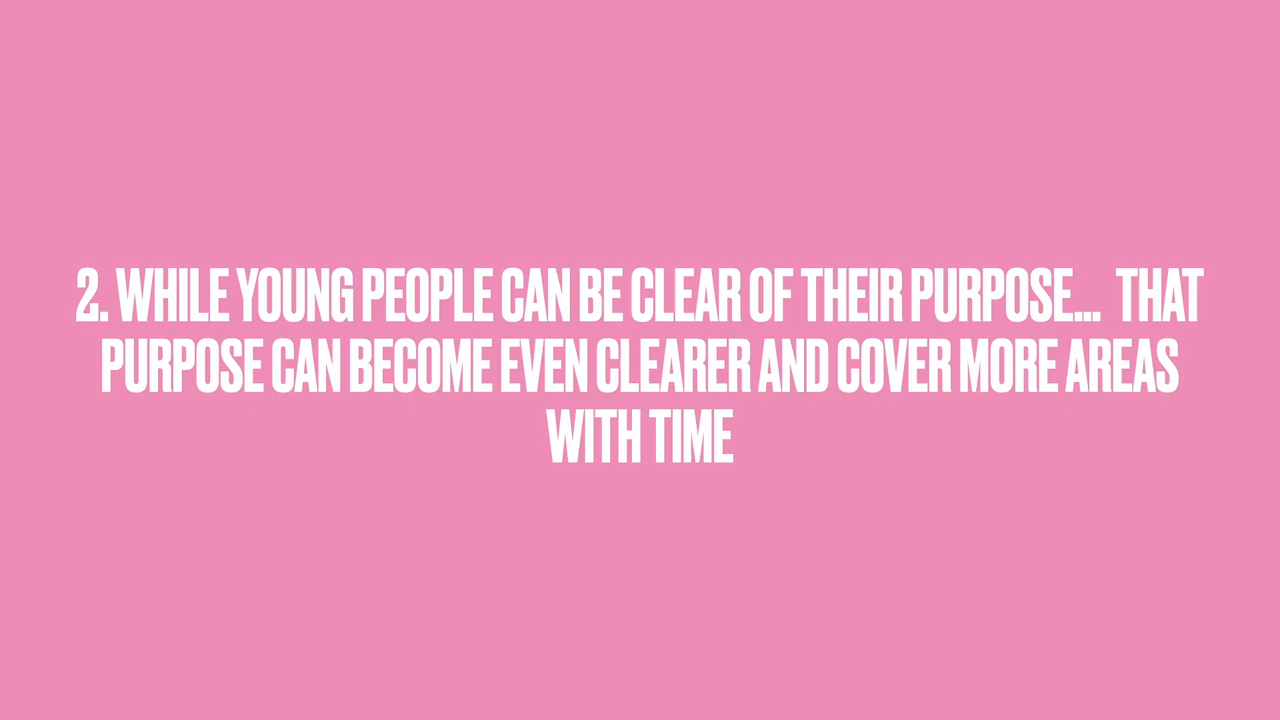 2. WHILE YOUNG PEOPLE CAN BE CLEAR OF THEIR PURPOSE... THAT
PURPOSE CAN BECOME EVEN CLEARER AND COVER MORE AREAS
WITH TIME